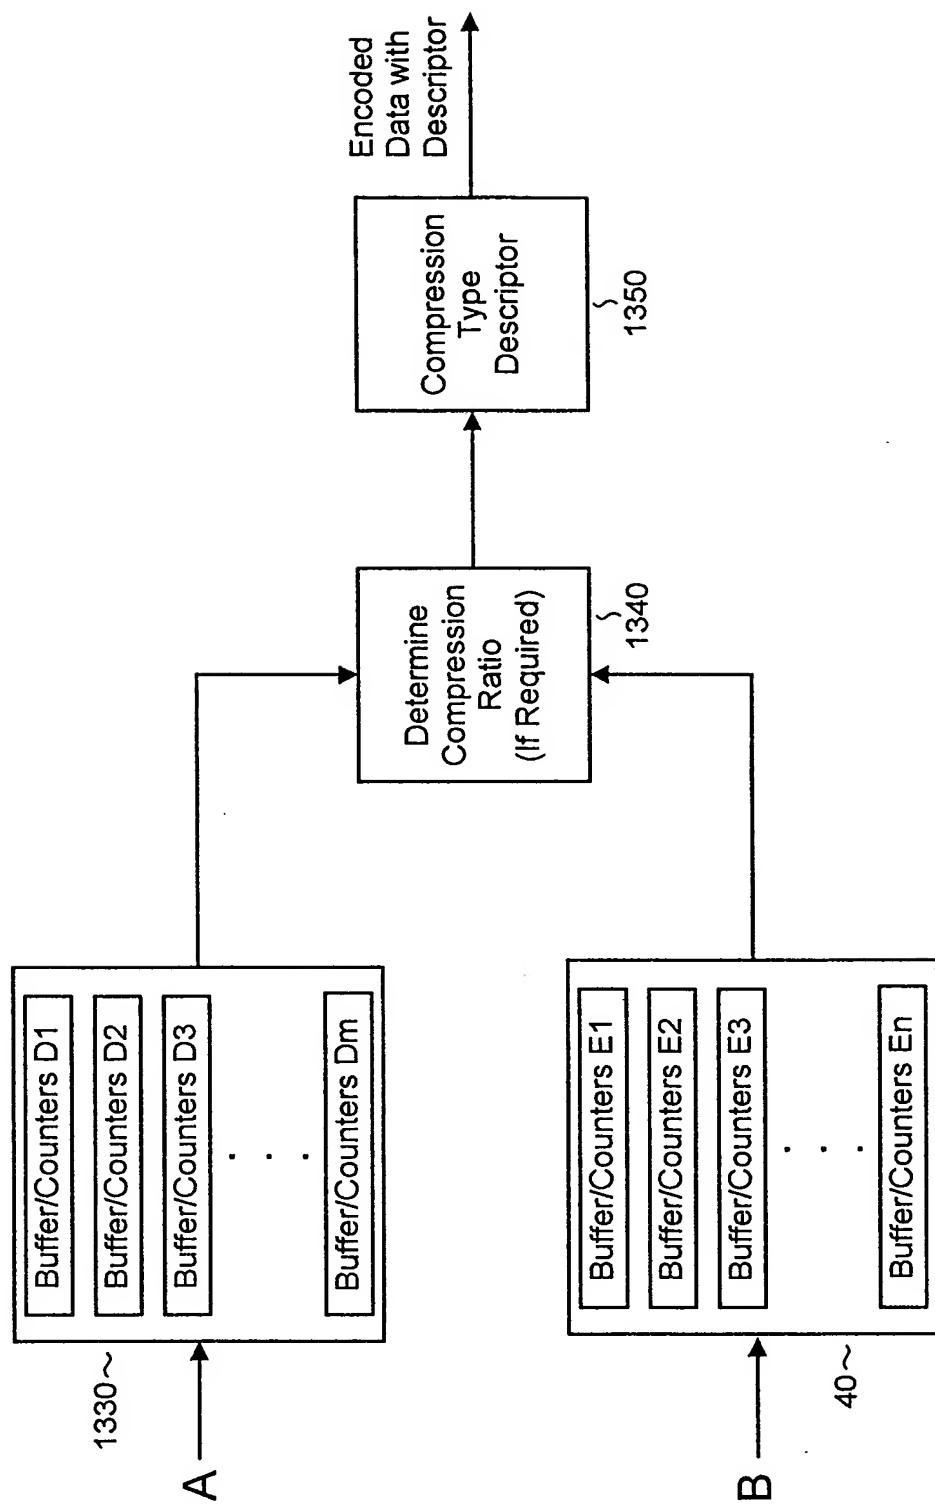 A
1330
Buffer/Counters D1
Buffer/Counters D2
Buffer/Counters D3
. . .
Buffer/Counters Dm
B
40
Buffer/Counters E1
Buffer/Counters E2
Buffer/Counters E3
. . .
Buffer/Counters En
Determine
Compression
Ratio
(If Required)
1340
Compression
Type
Descriptor
1350
Encoded
Data with
Descriptor